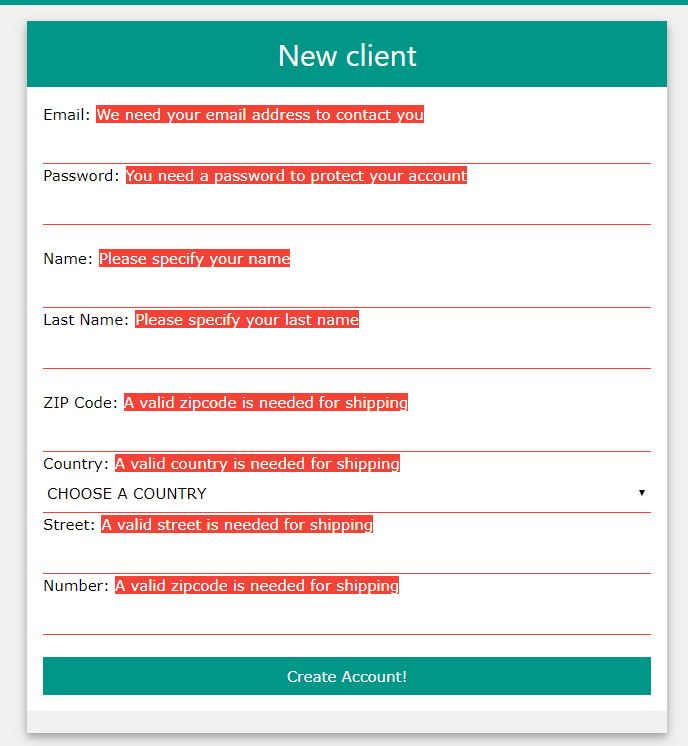 New client
Email: We need your email address to contact you
Password: You need a password to protect your account
Name: Please specify your name
Last Name: Please specify your last name
ZIP Code: A valid zipcode is needed for shipping
Country: A valid country is needed for shipping
CHOOSE A COUNTRY
Street: A valid street is needed for shipping
Number: A valid zipcode is needed for shipping
Create Account!